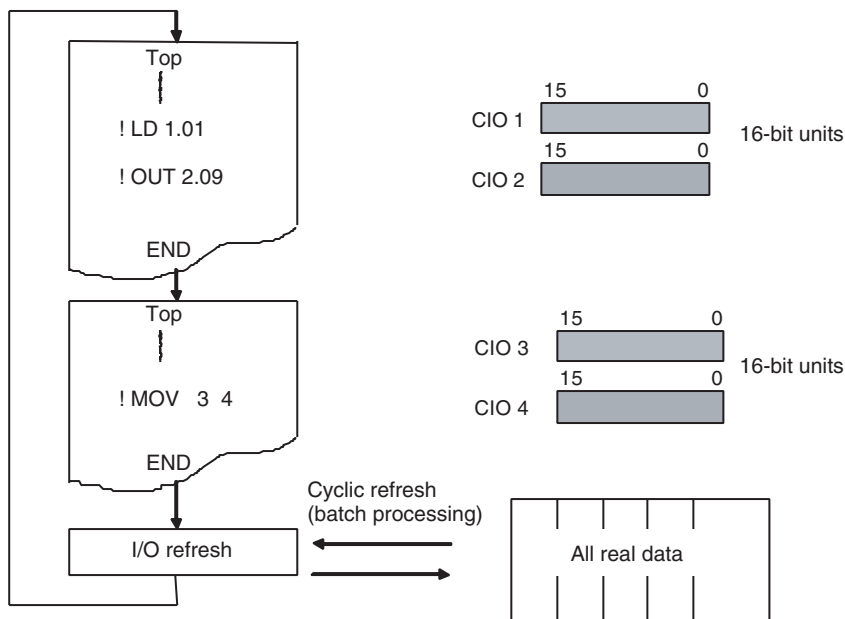 Top
! LD 1.01
! OUT 2.09
END
15 0
CIO 1
15 0
CIO 2
16-bit units
Top
! MOV 3 4
END
15 0
CIO 3
15 0
CIO 4
16-bit units
Cyclic refresh
(batch processing)
I/O refresh
All real data